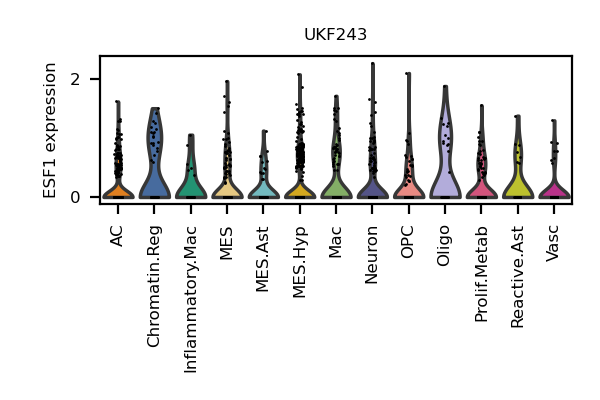 UKF243
ESF1 expression
2
0
AC
Chromatin.Reg
Inflammatory.Mac
MES
MES.Ast
MES.Hyp
Mac
Neuron
OPC
Oligo
Prolif.Metab
Reactive.Ast
Vasc